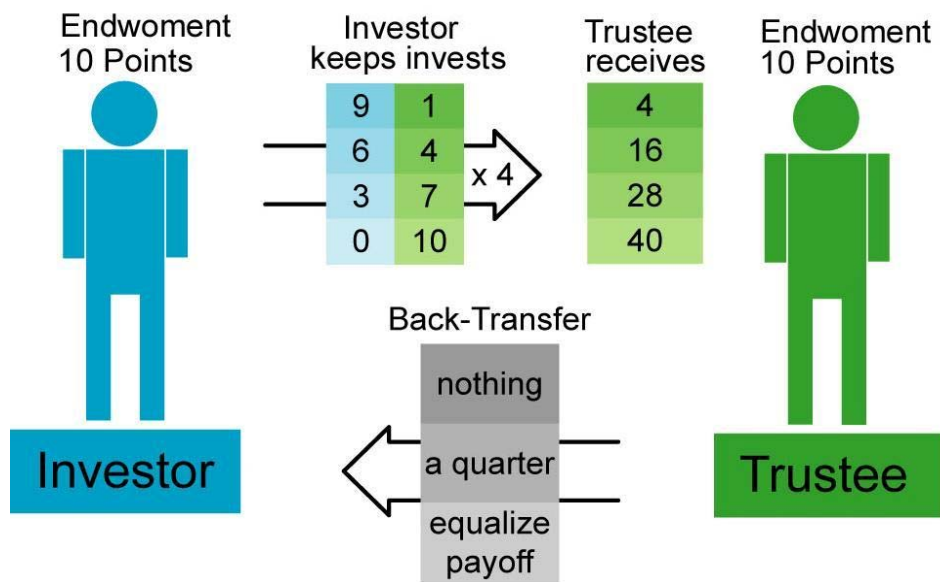 Endwoment
10 Points
Investor
keeps invests
Trustee
receives
Endwoment
10 Points
9 1
6 4
3 7
0 10
x 4
4
16
28
40
Back-Transfer
nothing
a quarter
equalize
payoff
Investor
Trustee